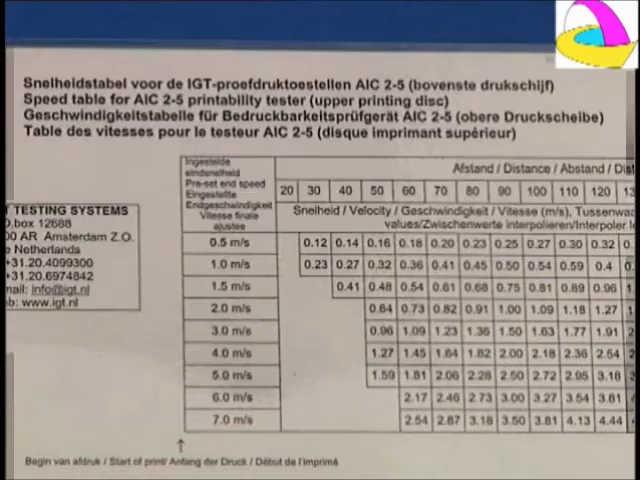 Snelheidstabel voor de IGT-proefdruktoestellen AIC 2-5 (bovenste drukschijf)
Speed table for AIC 2-5 printability tester (upper printing disc)
Geschwindigkeitstabelle für Bedruckbarkeitsprüfgerät AIC 2-5 (obere Druckscheibe)
Table des vitesses pour le testeur AIC 2-5 (disque imprimant supérieur)
Ingestelde
eindsnelheid
Pre-set end speed
Eingestellte
Endgeschwindigkeit
Vitesse finale
ajustee
Afstand / Distance / Abstand / Dist
20 30 40 50 60 70 80 90 100 110 120 13
Snelheid / Velocity / Geschwindigkeit / Vitesse (m/s), Tussenwaa
values/Zwischenwerte interpolieren/Interpoler l
T TESTING SYSTEMS
O.box 12688
00 AR Amsterdam Z.O.
e Netherlands
+31.20.4099300
+31.20.6974842
mail: info@igt.nl
b: www.igt.nl
0.5 m/s 0.12 0.14 0.16 0.18 0.20 0.23 0.25 0.27 0.30 0.32 0.
1.0 m/s 0.23 0.27 0.32 0.36 0.41 0.45 0.50 0.54 0.59 0.4 0.
1.5 m/s 0.41 0.48 0.54 0.61 0.68 0.75 0.81 0.89 0.96 1.
2.0 m/s 0.64 0.73 0.82 0.91 1.00 1.09 1.18 1.27 1
3.0 m/s 0.96 1.09 1.23 1.36 1.50 1.63 1.77 1.91 2
4.0 m/s 1.27 1.45 1.64 1.82 2.00 2.18 2.36 2.54 2
5.0 m/s 1.59 1.81 2.06 2.28 2.50 2.72 2.95 3.18 3
6.0 m/s 2.17 2.46 2.73 3.00 3.27 3.54 3.81
7.0 m/s 2.54 2.87 3.18 3.50 3.81 4.13 4.44
↑
Begin van afdruk / Start of print/ Anfang der Druck / Début de l'imprimé